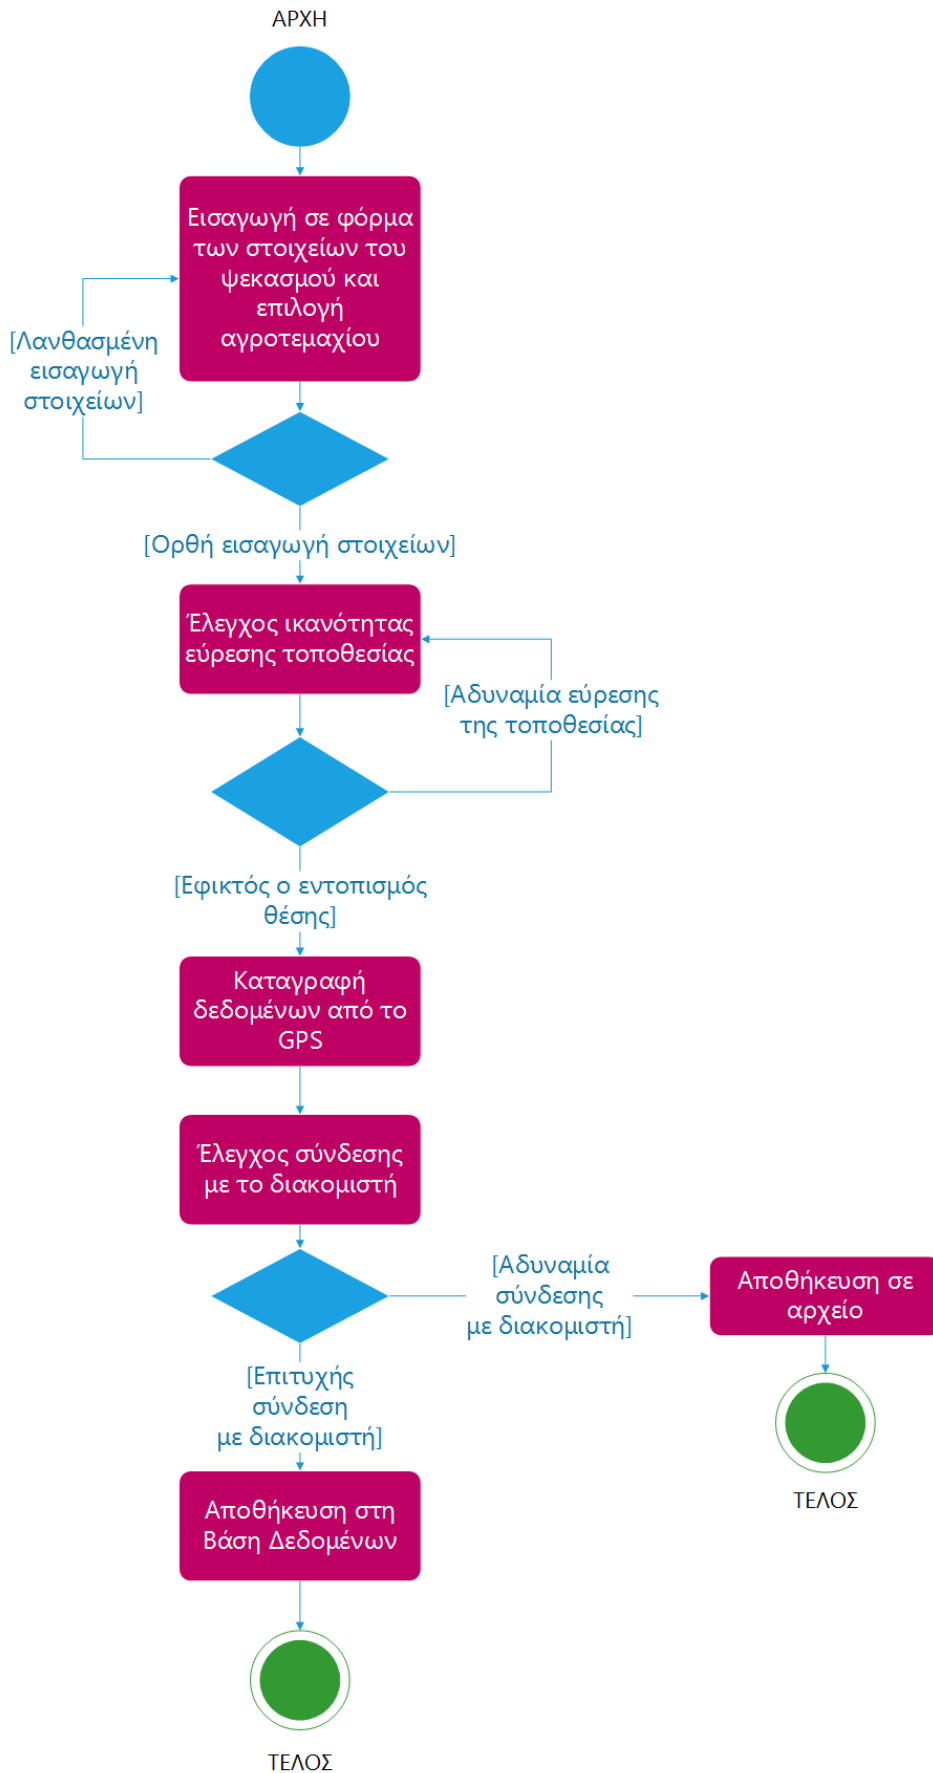 ΑΡΧΗ
Εισαγωγή σε φόρμα
των στοιχείων του
ψεκασμού και
επιλογή
αγροτεμαχίου
[Λανθασμένη
εισαγωγή
στοιχείων]
[Ορθή εισαγωγή στοιχείων]
Έλεγχος ικανότητας
εύρεσης τοποθεσίας
[Αδυναμία εύρεσης
της τοποθεσίας]
[Εφικτός ο εντοπισμός
θέσης]
Καταγραφή
δεδομένων από το
GPS
Έλεγχος σύνδεσης
με το διακομιστή
[Αδυναμία
σύνδεσης
με διακομιστή]
Αποθήκευση σε
αρχείο
ΤΕΛΟΣ
[Επιτυχής
σύνδεση
με διακομιστή]
Αποθήκευση στη
Βάση Δεδομένων
ΤΕΛΟΣ